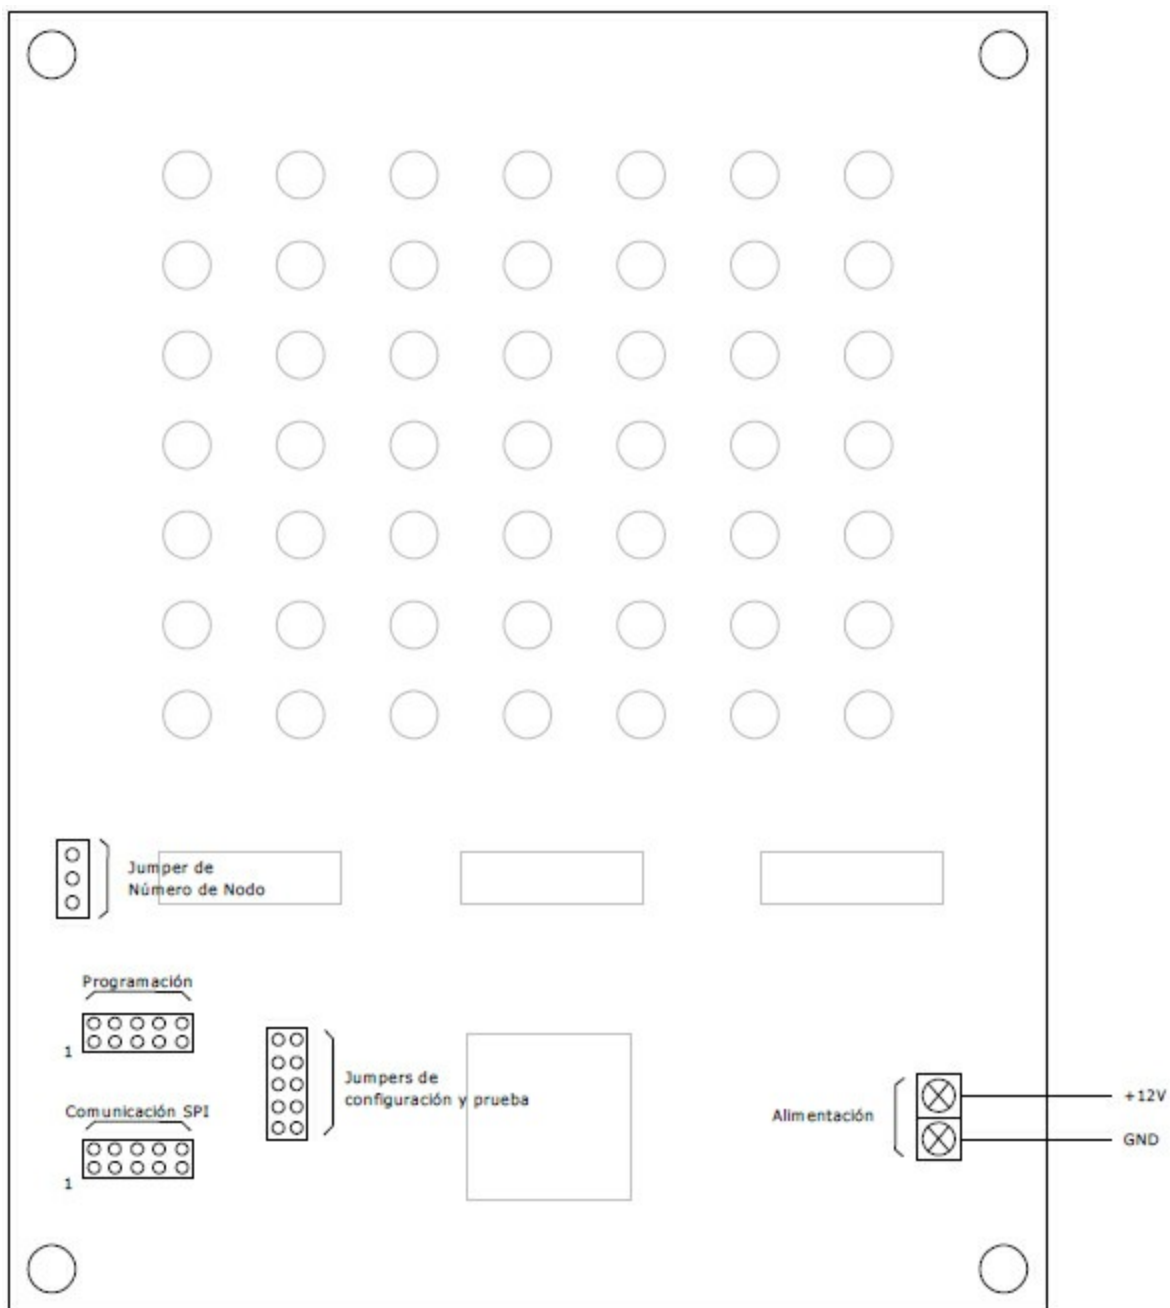 Jumper de
Número de Nodo
Programación
1
Jumpers de
configuración y prueba
Comunicación SPI
1
Alimentación
+12V
GND